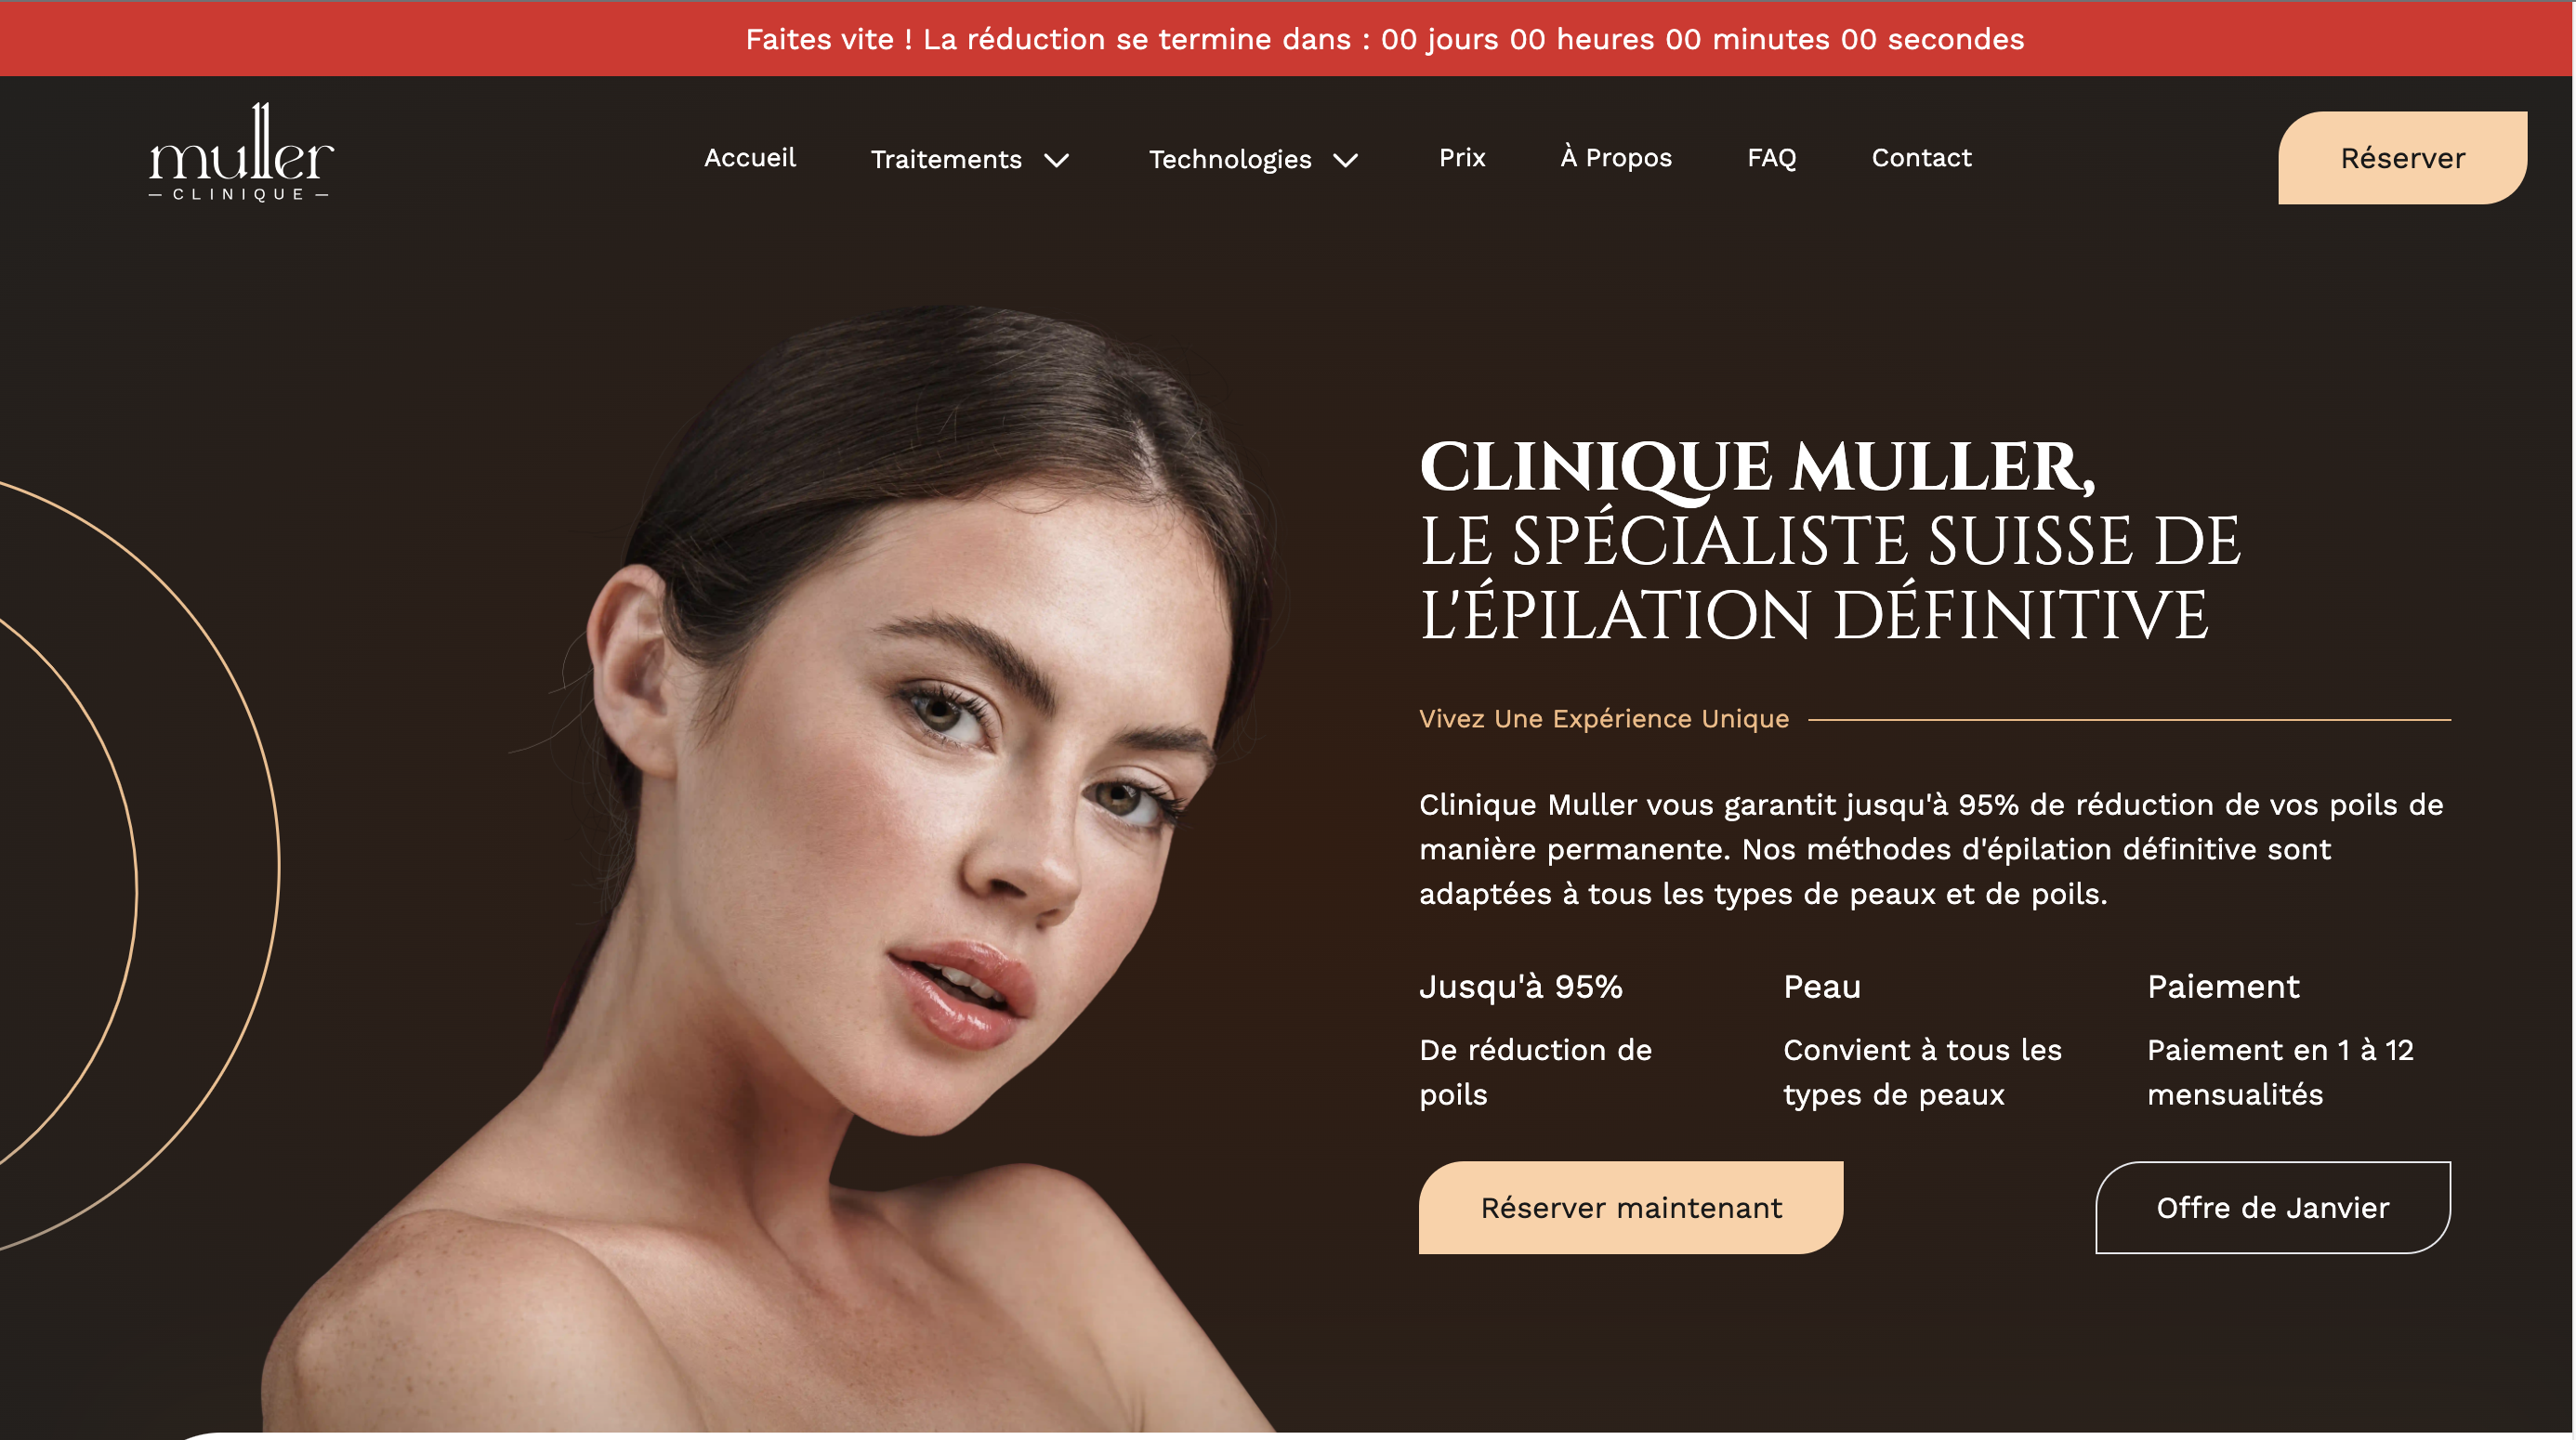 Faites vite ! La réduction se termine dans : 00 jours 00 heures 00 minutes 00 secondes
muller
— CLINIQUE —
Accueil
Traitements
Technologies
Prix
À Propos
FAQ
Contact
Réserver
CLINIQUE MULLER,
LE SPÉCIALISTE SUISSE DE
L'ÉPILATION DÉFINITIVE
Vivez Une Expérience Unique
Clinique Muller vous garantit jusqu'à 95% de réduction de vos poils de
manière permanente. Nos méthodes d'épilation définitive sont
adaptées à tous les types de peaux et de poils.
Jusqu'à 95%
De réduction de
poils
Peau
Convient à tous les
types de peaux
Paiement
Paiement en 1 à 12
mensualités
Réserver maintenant
Offre de Janvier